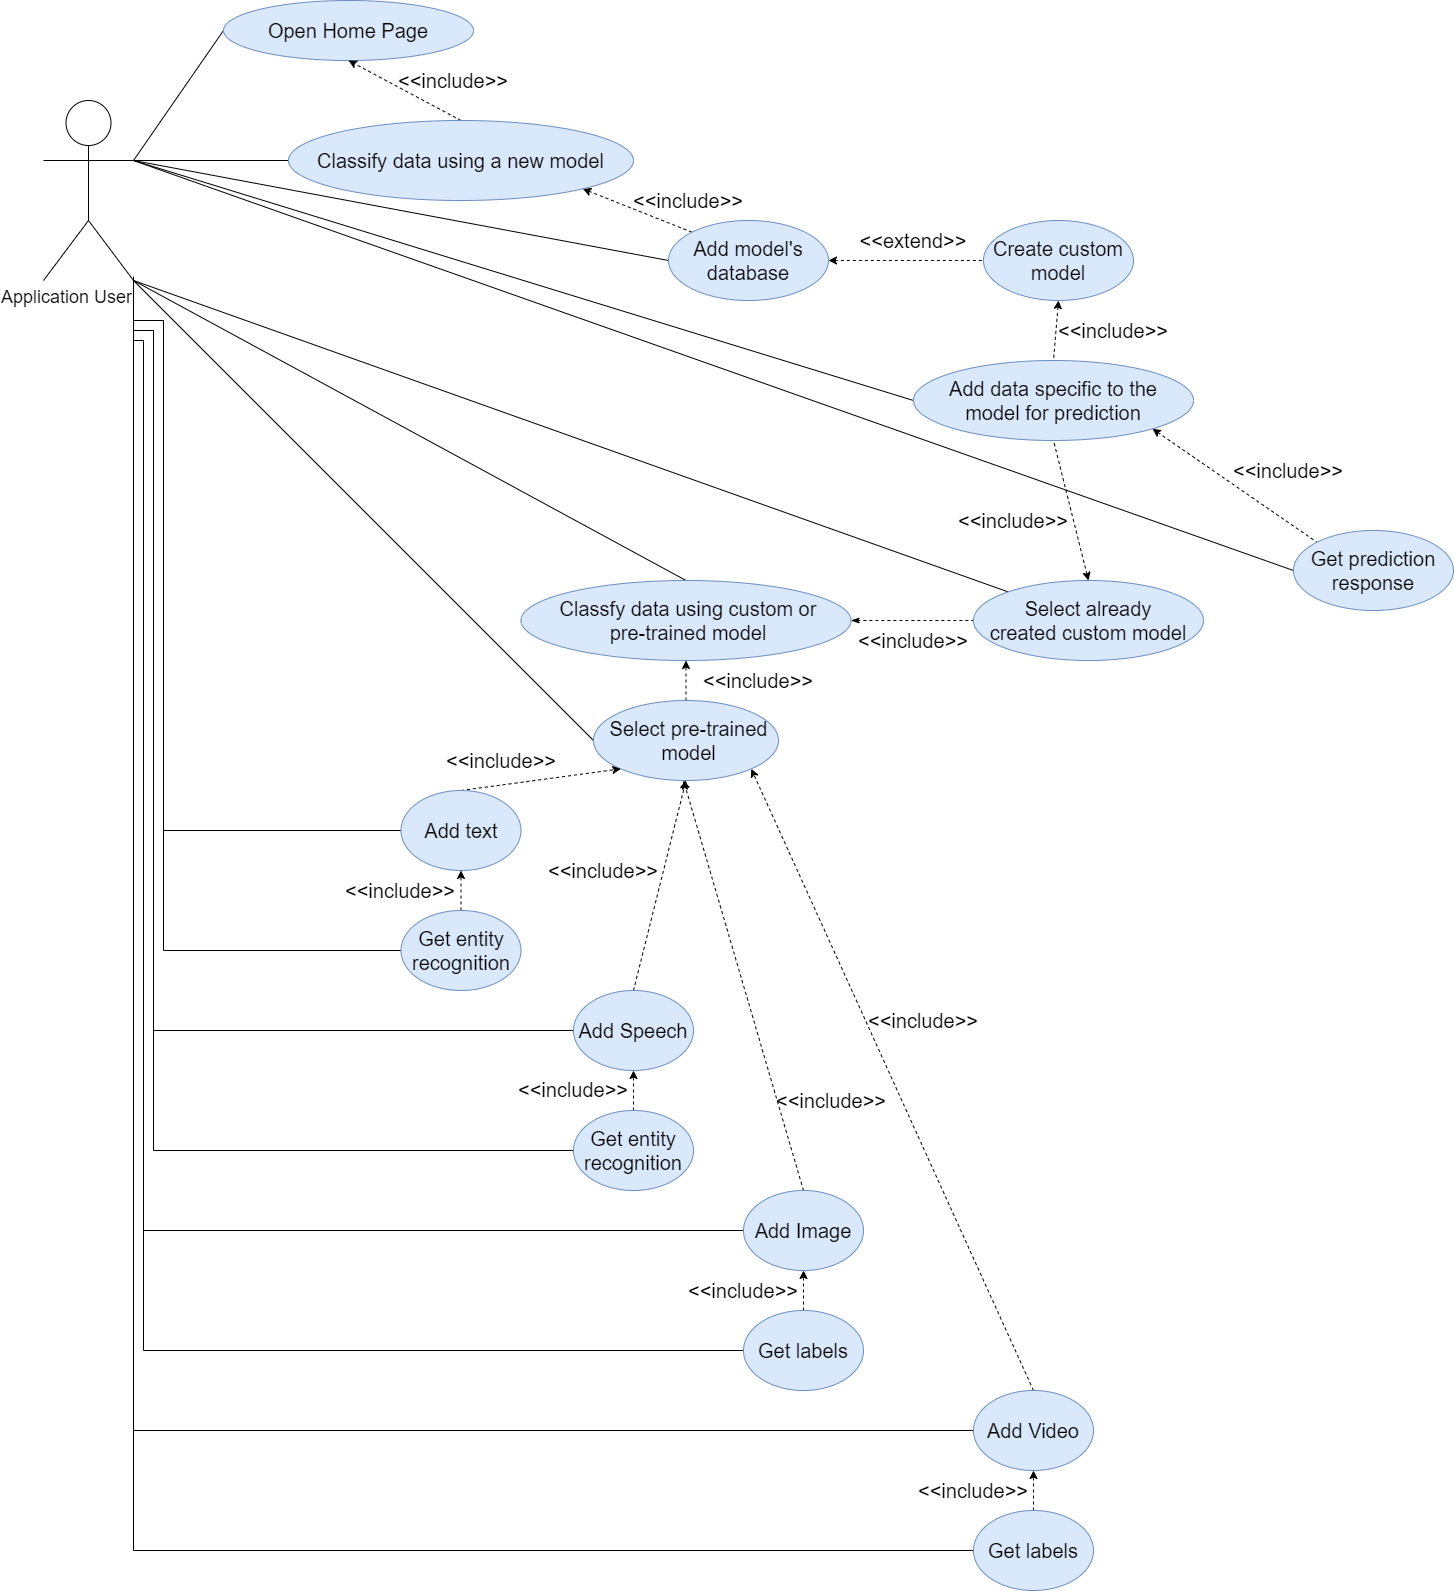 Open Home Page
<<include>>
Classify data using a new model
<<include>>
Add model's
database
<<extend>>
Create custom
model
Application User
<<include>>
Add data specific to the
model for prediction
<<include>>
<<include>>
Get prediction
response
Classfy data using custom or
pre-trained model
Select already
created custom model
<<include>>
<<include>>
Select pre-trained
model
<<include>>
Add text
<<include>>
<<include>>
Get entity
recognition
Add Speech
<<include>>
<<include>>
<<include>>
Get entity
recognition
Add Image
<<include>>
Get labels
Add Video
<<include>>
Get labels